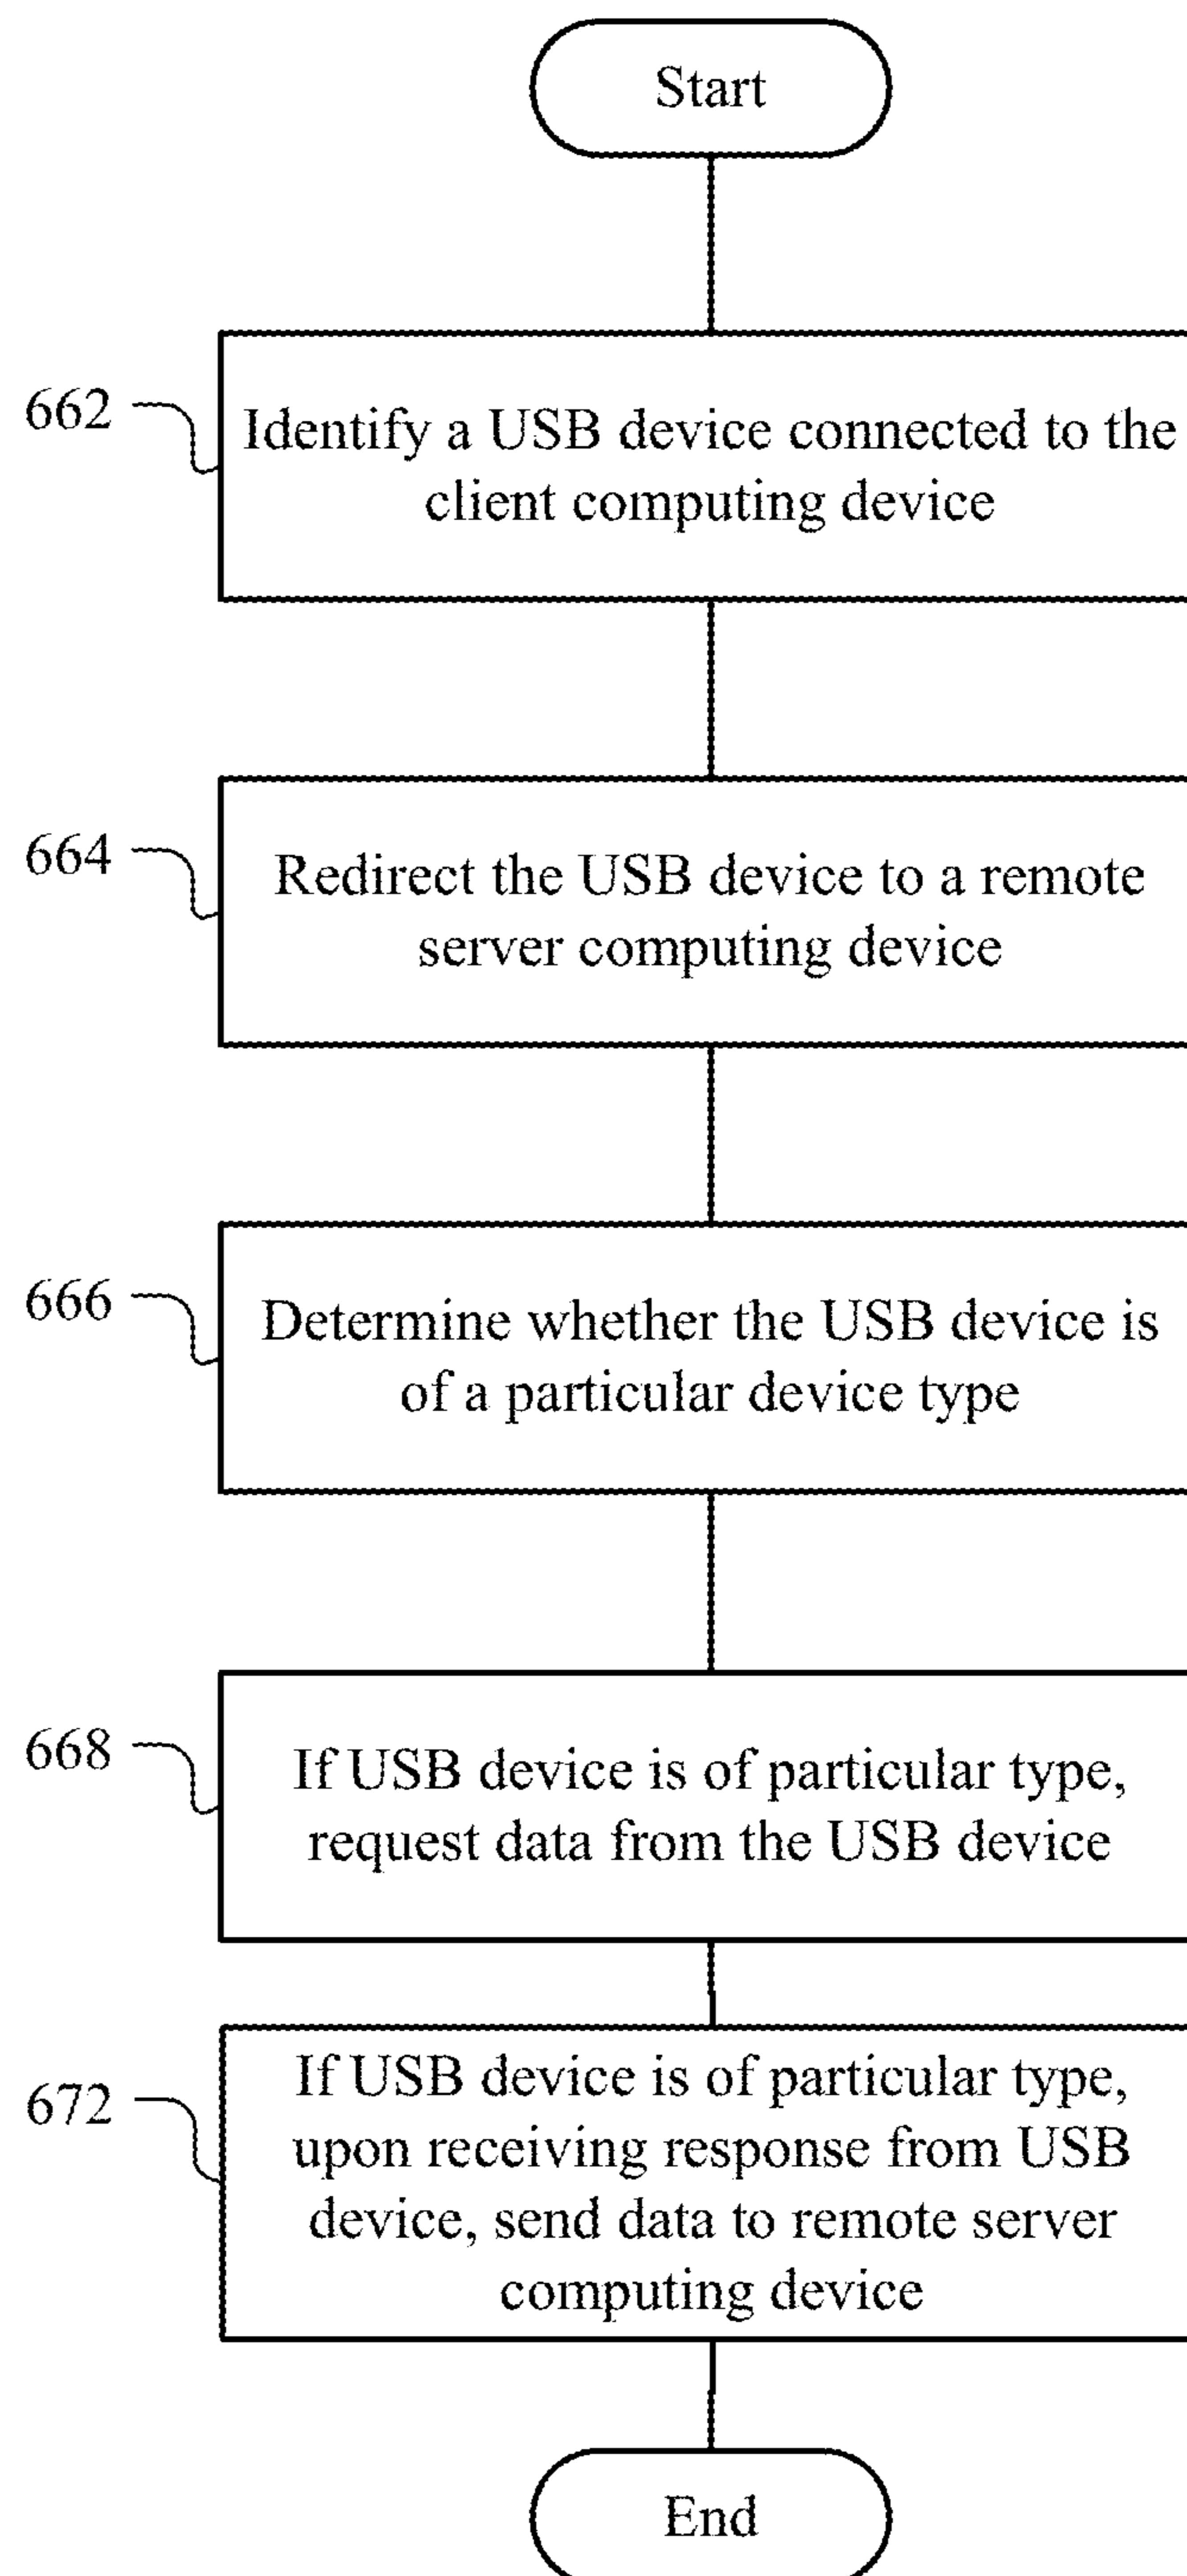 Start
662
Identify a USB device connected to the
client computing device
664
Redirect the USB device to a remote
server computing device
666
Determine whether the USB device is
of a particular device type
668
If USB device is of particular type,
request data from the USB device
672
If USB device is of particular type,
upon receiving response from USB
device, send data to remote server
computing device
End